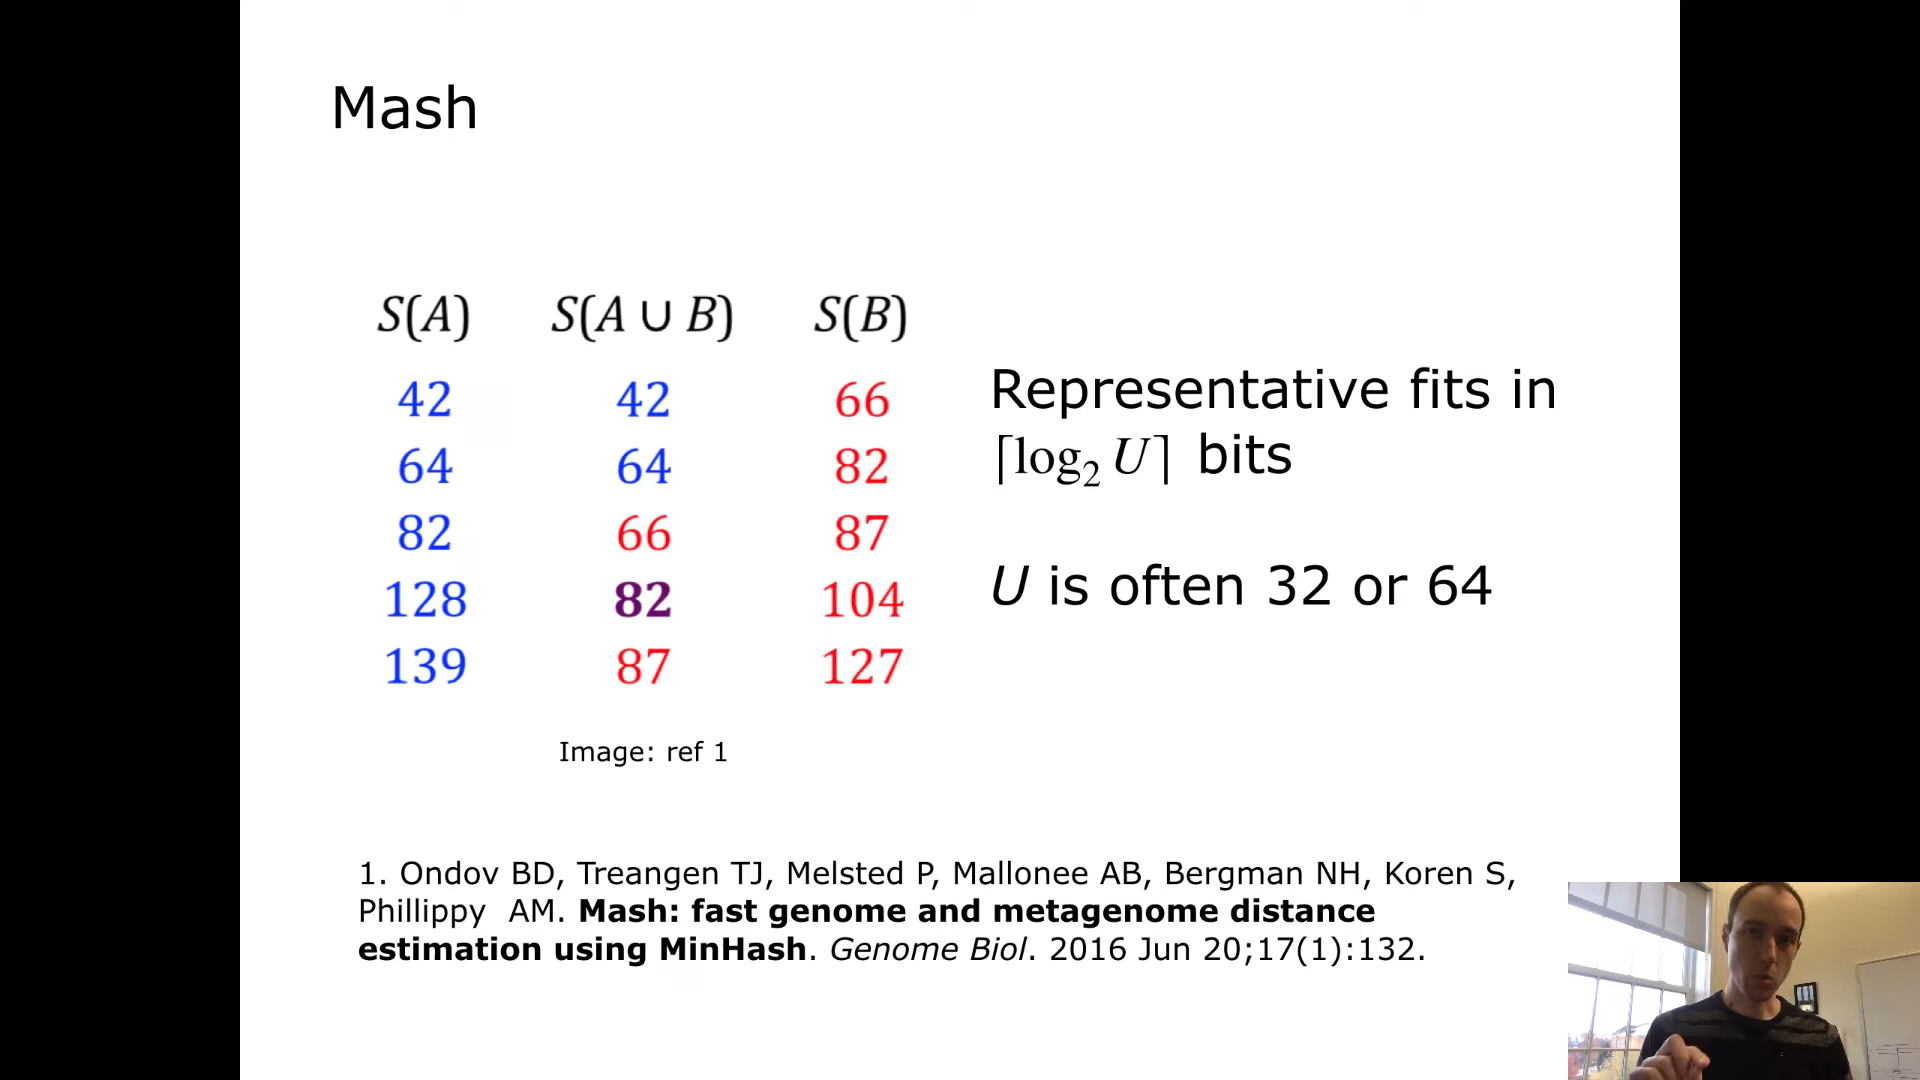 Mash
S(A) S(A ∪ B) S(B)
42 42 66
64 64 82
82 66 87
128 82 104
139 87 127
Representative fits in
⌈log₂ U⌉ bits
U is often 32 or 64
Image: ref 1
1. Ondov BD, Treangen TJ, Melsted P, Mallonee AB, Bergman NH, Koren S,
Phillippy AM. Mash: fast genome and metagenome distance
estimation using MinHash. Genome Biol. 2016 Jun 20;17(1):132.